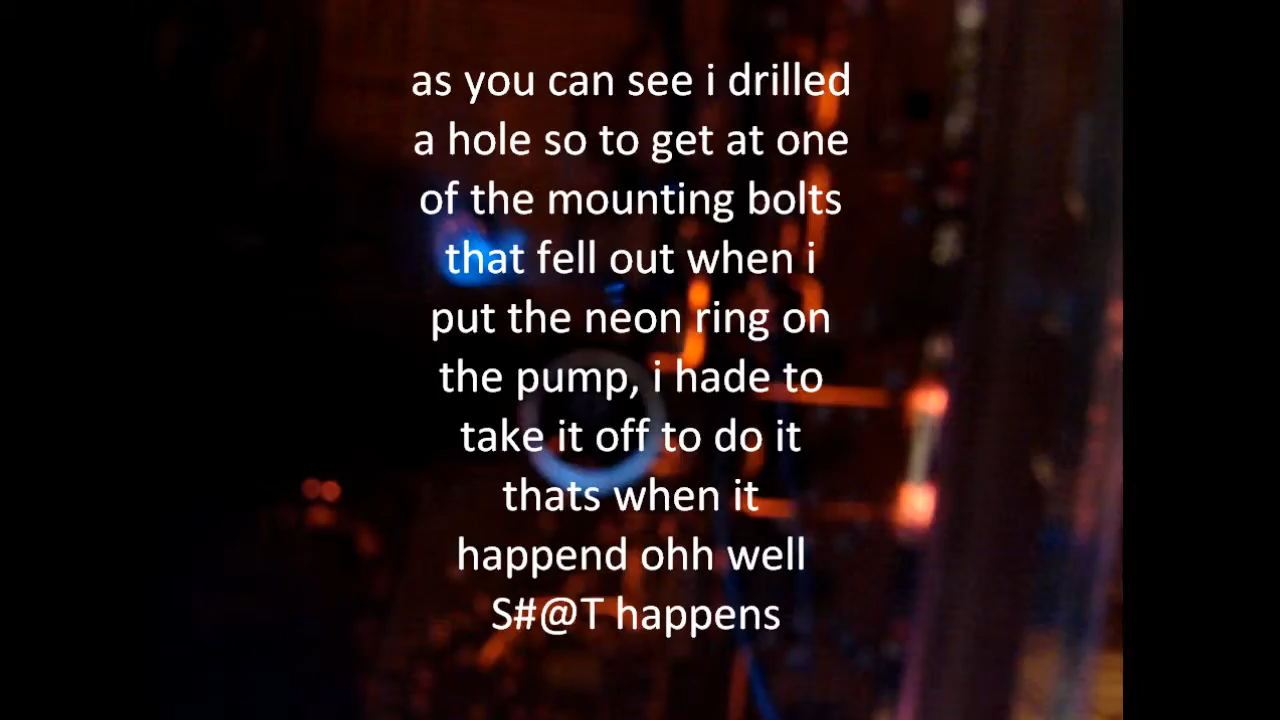 as you can see i drilled
a hole so to get at one
of the mounting bolts
that fell out when i
put the neon ring on
the pump, i hade to
take it off to do it
thats when it
happend ohh well
S#@T happens